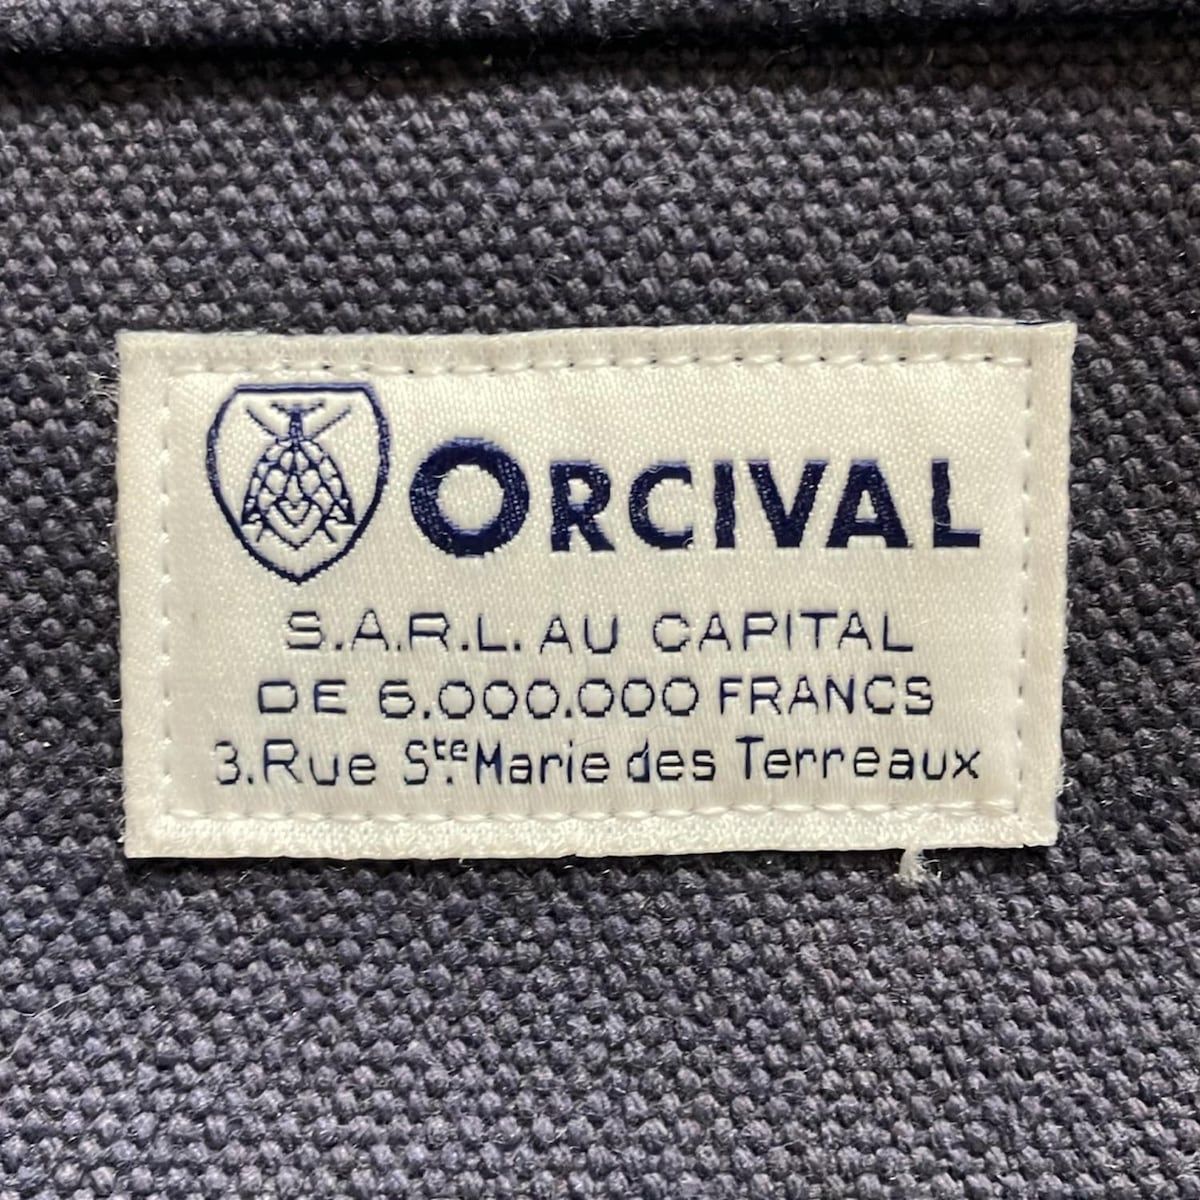 ORCIVAL
S.A.R.L. AU CAPITAL
DE 6.000.000 FRANCS
3.Rue Ste. Marie des Terreaux